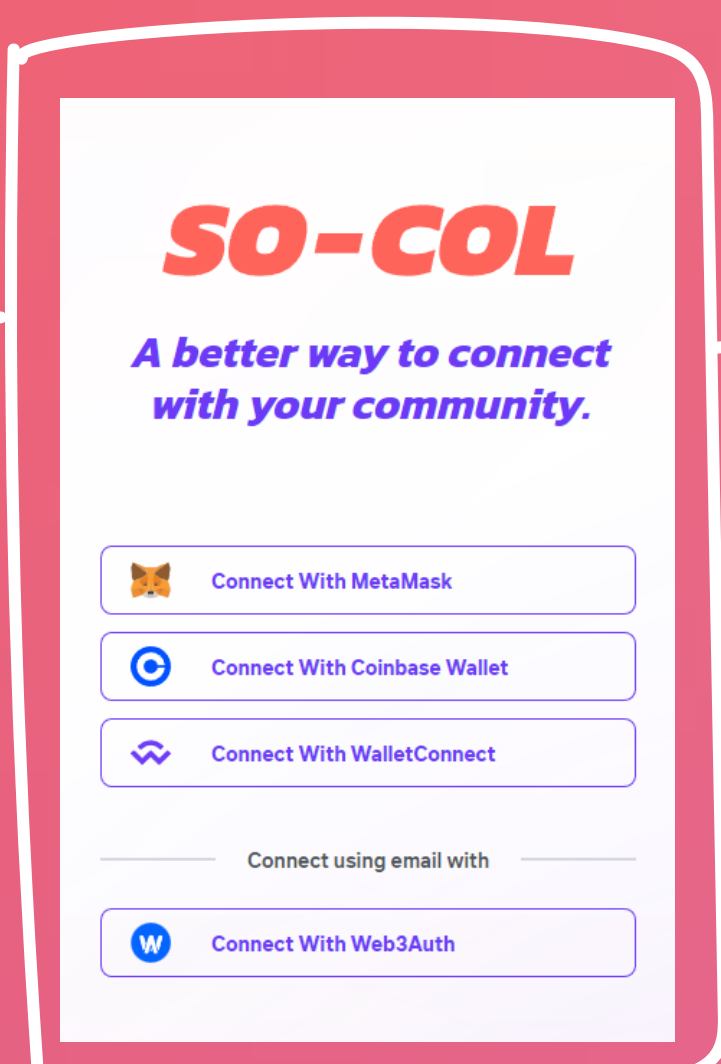 SO-COL
A better way to connect
with your community.
Connect With MetaMask
Connect With Coinbase Wallet
Connect With WalletConnect
Connect using email with
Connect With Web3Auth